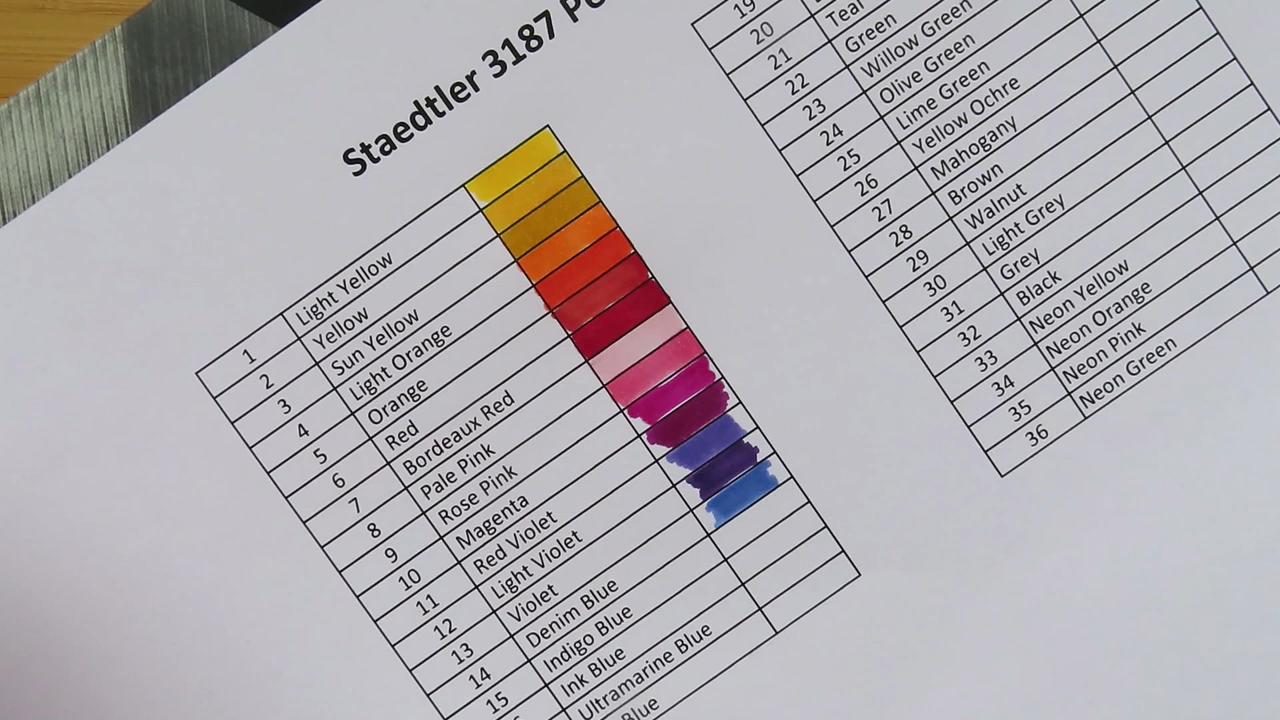 Staedtler 3187
1 Light Yellow
2 Yellow
3 Sun Yellow
4 Light Orange
5 Orange
6 Red
7 Bordeaux Red
8 Pale Pink
9 Rose Pink
10 Magenta
11 Red Violet
12 Light Violet
13 Violet
14 Denim Blue
15 Indigo Blue
Ink Blue
Ultramarine Blue
Blue
19
20 Teal
21 Green
22 Willow Green
23 Olive Green
24 Lime Green
25 Yellow Ochre
26 Mahogany
27 Brown
28 Walnut
29 Light Grey
30 Grey
31 Black
32 Neon Yellow
33 Neon Orange
34 Neon Pink
35 Neon Green
36